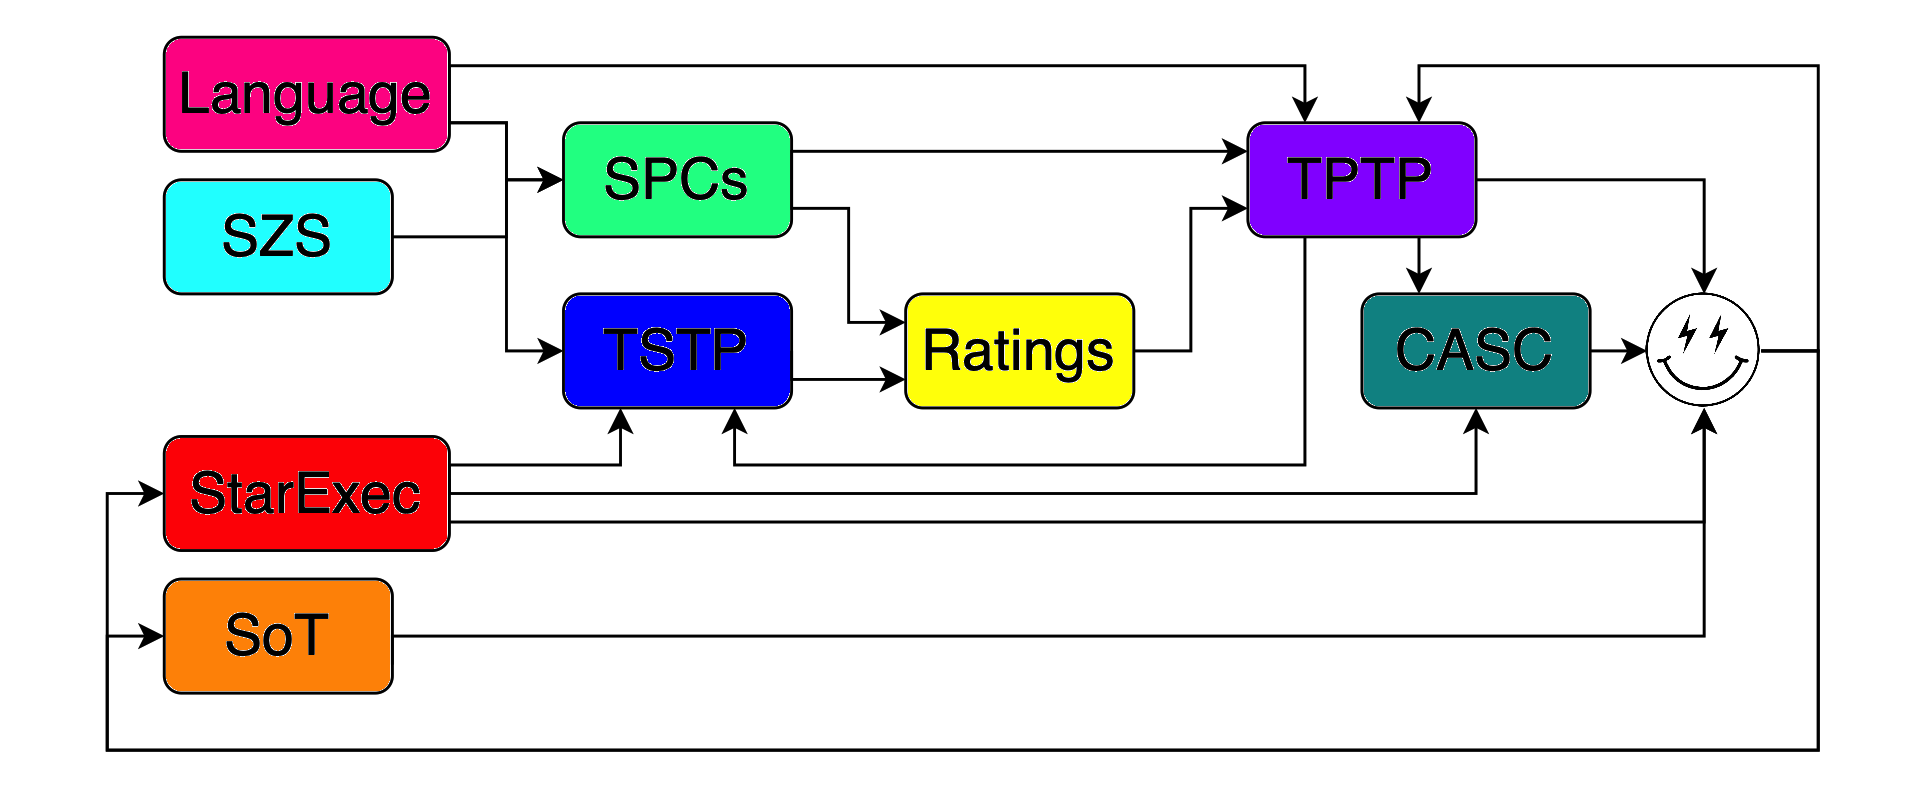 Language
SPCs
TPTP
SZS
TSTP
Ratings
CASC
StarExec
SoT